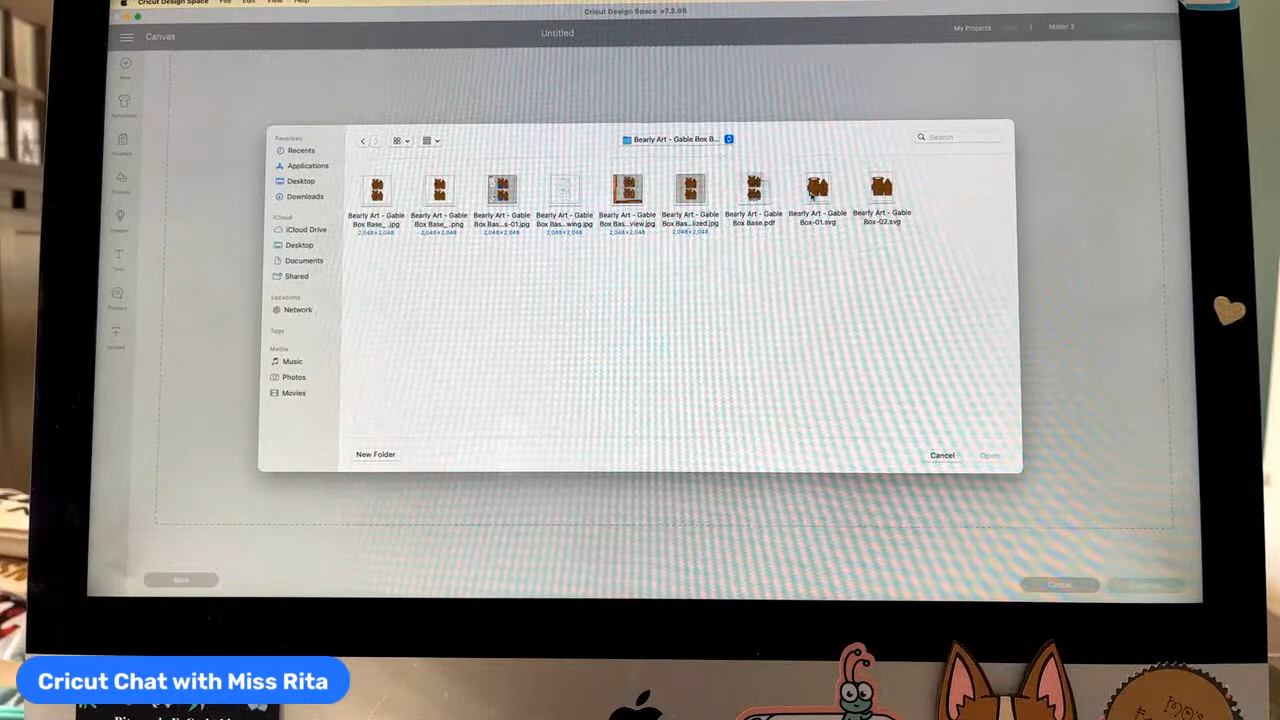 Cricut Design Space File Edit View Help
Cricut Design Space v7.3.95
Canvas
Untitled
My Projects
Maker 3
New
Favorites
Recents
Applications
Desktop
Downloads
iCloud
iCloud Drive
Desktop
Documents
Shared
Locations
Network
Tags
Media
Music
Photos
Movies
Bearly Art - Gable Box B...
Search
Bearly Art - Gable
Box Base_ .jpg
2,048×2,048
Bearly Art - Gable
Box Base_ .png
2,048×2,048
Bearly Art - Gable
Box Bas...s-01.jpg
2,048×2,048
Bearly Art - Gable
Box Bas...wing.jpg
2,048×2,048
Bearly Art - Gable
Box Bas...view.jpg
2,048×2,048
Bearly Art - Gable
Box Bas...lized.jpg
2,048×2,048
Bearly Art - Gable
Box Base.pdf
Bearly Art - Gable
Box-01.svg
Bearly Art - Gable
Box-02.svg
New Folder
Cancel
Open
Back
Cancel
Cricut Chat with Miss Rita